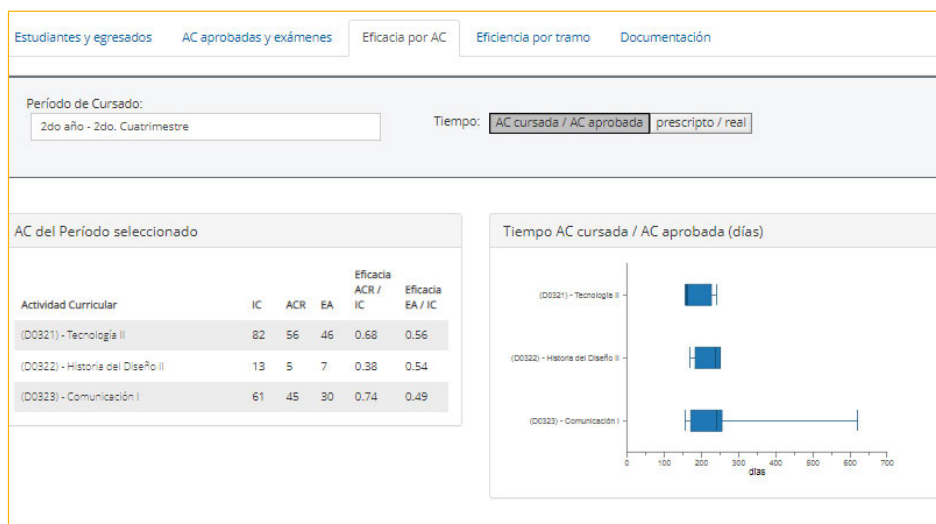 Estudiantes y egresados AC aprobadas y exámenes Eficacia por AC Eficiencia por tramo Documentación
Período de Cursado:
2do año - 2do. Cuatrimestre
Tiempo: AC cursada / AC aprobada prescripto / real
AC del Período seleccionado
Actividad Curricular IC ACR EA Eficacia ACR / IC Eficacia EA / IC
(D0321) - Tecnología II 82 56 46 0.68 0.56
(D0322) - Historia del Diseño II 13 5 7 0.38 0.54
(D0323) - Comunicación I 61 45 30 0.74 0.49
Tiempo AC cursada / AC aprobada (días)
(D0321) - Tecnología II
(D0322) - Historia del Diseño II
(D0323) - Comunicación I
0 100 200 300 400 500 600 700
días